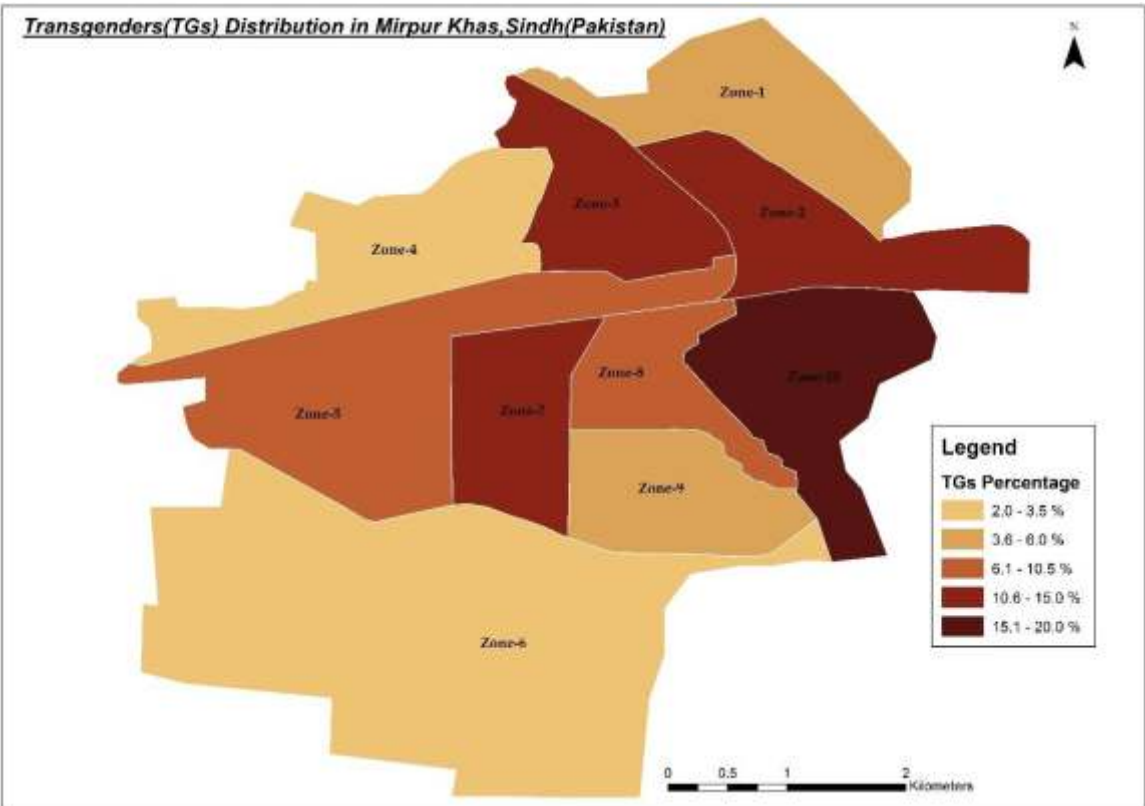 Transgenders(TGs) Distribution in Mirpur Khas,Sindh(Pakistan)
N
Zone-1
Zone-3
Zone-2
Zone-4
Zone-8
Zone-10
Zone-5
Zone-7
Zone-9
Zone-6
Legend
TGs Percentage
2.0 - 3.5 %
3.6 - 6.0 %
6.1 - 10.5 %
10.6 - 15.0 %
15.1 - 20.0 %
0 0.5 1 2
Kilometers